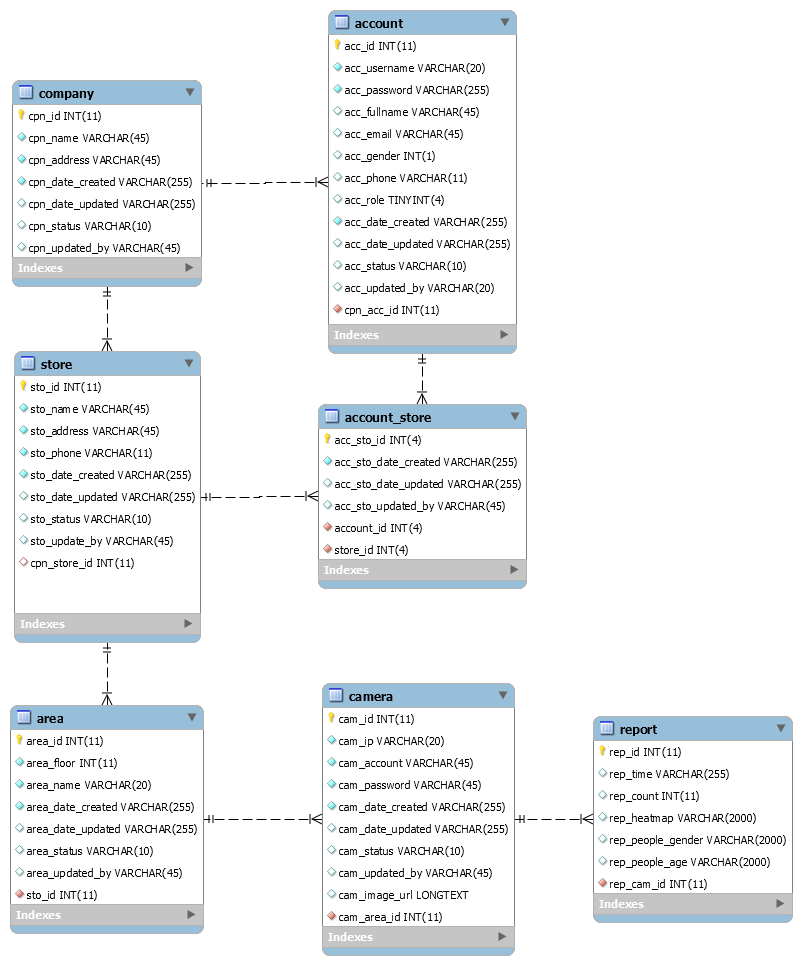 account
acc_id INT(11)
acc_username VARCHAR(20)
acc_password VARCHAR(255)
acc_fullname VARCHAR(45)
acc_email VARCHAR(45)
acc_gender INT(1)
acc_phone VARCHAR(11)
acc_role TINYINT(4)
acc_date_created VARCHAR(255)
acc_date_updated VARCHAR(255)
acc_status VARCHAR(10)
acc_updated_by VARCHAR(20)
cpn_acc_id INT(11)
Indexes
company
cpn_id INT(11)
cpn_name VARCHAR(45)
cpn_address VARCHAR(45)
cpn_date_created VARCHAR(255)
cpn_date_updated VARCHAR(255)
cpn_status VARCHAR(10)
cpn_updated_by VARCHAR(45)
Indexes
store
sto_id INT(11)
sto_name VARCHAR(45)
sto_address VARCHAR(45)
sto_phone VARCHAR(11)
sto_date_created VARCHAR(255)
sto_date_updated VARCHAR(255)
sto_status VARCHAR(10)
sto_update_by VARCHAR(45)
cpn_store_id INT(11)
Indexes
account_store
acc_sto_id INT(4)
acc_sto_date_created VARCHAR(255)
acc_sto_date_updated VARCHAR(255)
acc_sto_updated_by VARCHAR(45)
account_id INT(4)
store_id INT(4)
Indexes
area
area_id INT(11)
area_floor INT(11)
area_name VARCHAR(20)
area_date_created VARCHAR(255)
area_date_updated VARCHAR(255)
area_status VARCHAR(10)
area_updated_by VARCHAR(45)
sto_id INT(11)
Indexes
camera
cam_id INT(11)
cam_ip VARCHAR(20)
cam_account VARCHAR(45)
cam_password VARCHAR(45)
cam_date_created VARCHAR(255)
cam_date_updated VARCHAR(255)
cam_status VARCHAR(10)
cam_updated_by VARCHAR(45)
cam_image_url LONGTEXT
cam_area_id INT(11)
Indexes
report
rep_id INT(11)
rep_time VARCHAR(255)
rep_count INT(11)
rep_heatmap VARCHAR(2000)
rep_people_gender VARCHAR(2000)
rep_people_age VARCHAR(2000)
rep_cam_id INT(11)
Indexes